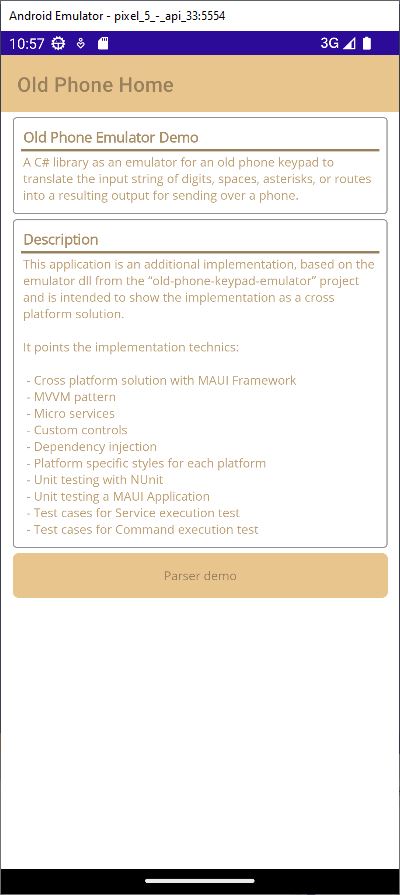 Android Emulator - pixel_5_-_api_33:5554
10:57 3G
Old Phone Home
Old Phone Emulator Demo
A C# library as an emulator for an old phone keypad to
translate the input string of digits, spaces, asterisks, or routes
into a resulting output for sending over a phone.
Description
This application is an additional implementation, based on the
emulator dll from the “old-phone-keypad-emulator” project
and is intended to show the implementation as a cross
platform solution.
It points the implementation technics:
- Cross platform solution with MAUI Framework
- MVVM pattern
- Micro services
- Custom controls
- Dependency injection
- Platform specific styles for each platform
- Unit testing with NUnit
- Unit testing a MAUI Application
- Test cases for Service execution test
- Test cases for Command execution test
Parser demo